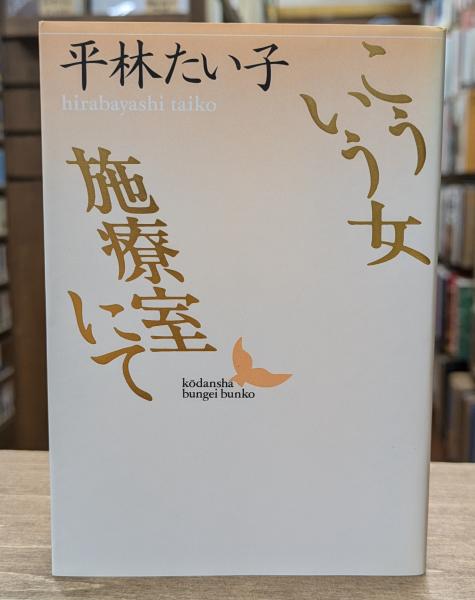 平林たい子
hirabayashi taiko
こう
いう
女
施療室
にて
kōdansha
bungei bunko